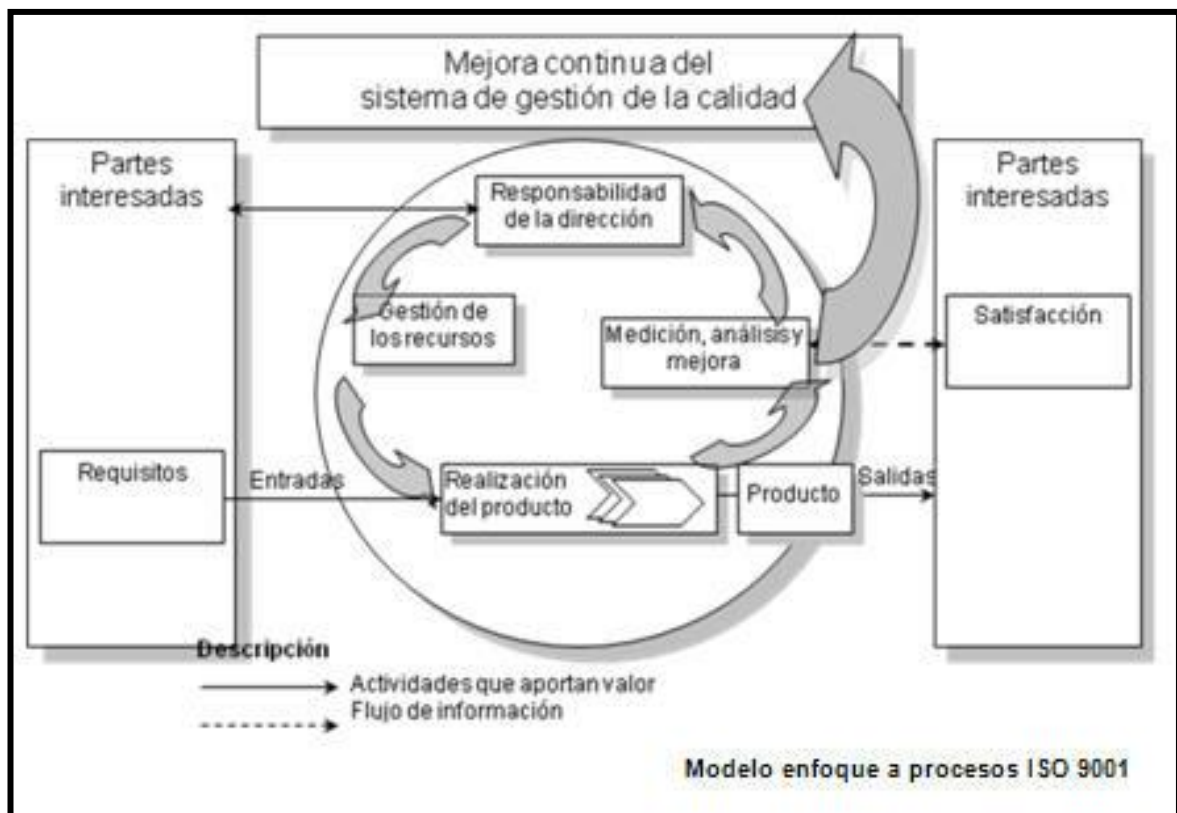 Mejora continua del
sistema de gestión de la calidad
Partes
interesadas
Responsabilidad
de la dirección
Partes
interesadas
Gestión de
los recursos
Medición, análisis y
mejora
Satisfacción
Requisitos
Entradas
Realización
del producto
Producto
Salidas
Descripción
Actividades que aportan valor
Flujo de información
Modelo enfoque a procesos ISO 9001